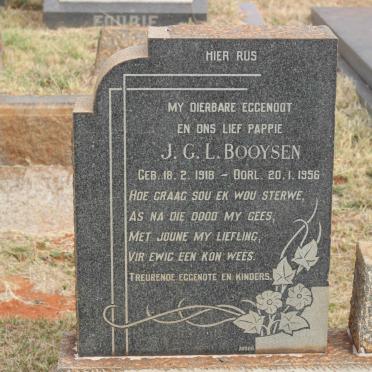 FOURIE
HIER RUS
MY DIERBARE EGGENOOT
EN ONS LIEF PAPPIE
J. G. L. BOOYSEN
GEB. 18. 2. 1918 - OORL. 20. 1. 1956
HOE GRAAG SOU EK WOU STERWE,
AS NA DIE DOOD MY GEES,
MET JOUNE MY LIEFLING,
VIR EWIG EEN KON WEES.
TREURENDE EGGENOTE EN KINDERS.